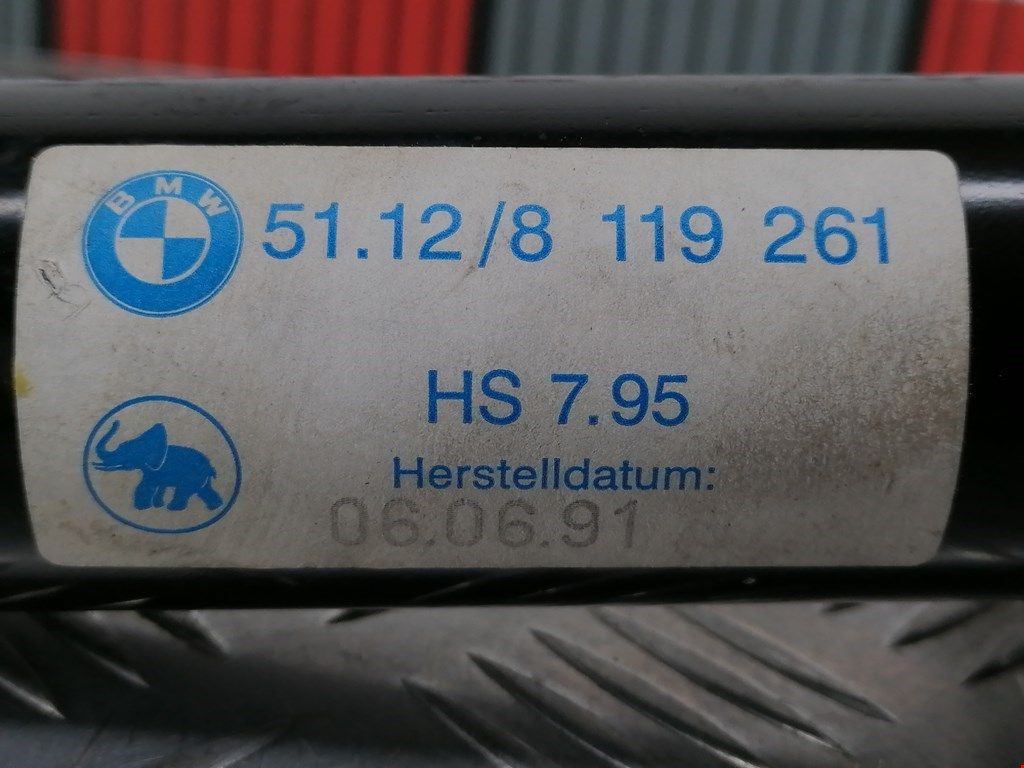 BMW
51.12/8 119 261
HS 7.95
Herstelldatum:
06.06.91